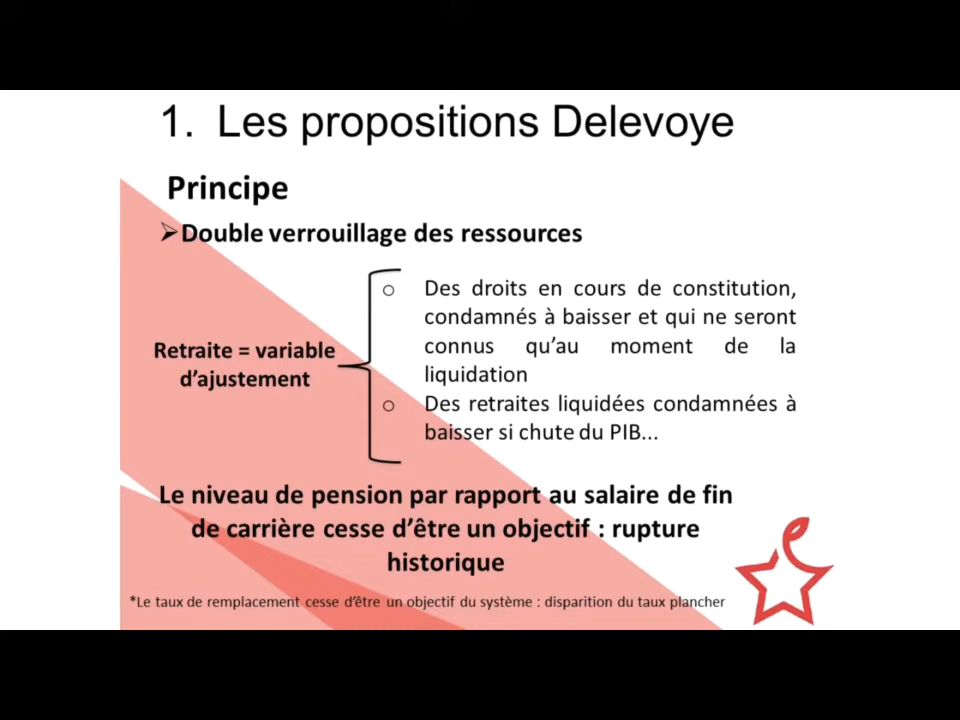 1. Les propositions Delevoye
Principe
➢Double verrouillage des ressources
Retraite = variable
d'ajustement
o Des droits en cours de constitution,
condamnés à baisser et qui ne seront
connus qu'au moment de la
liquidation
o Des retraites liquidées condamnées à
baisser si chute du PIB...
Le niveau de pension par rapport au salaire de fin
de carrière cesse d'être un objectif : rupture
historique
*Le taux de remplacement cesse d'être un objectif du système : disparition du taux plancher